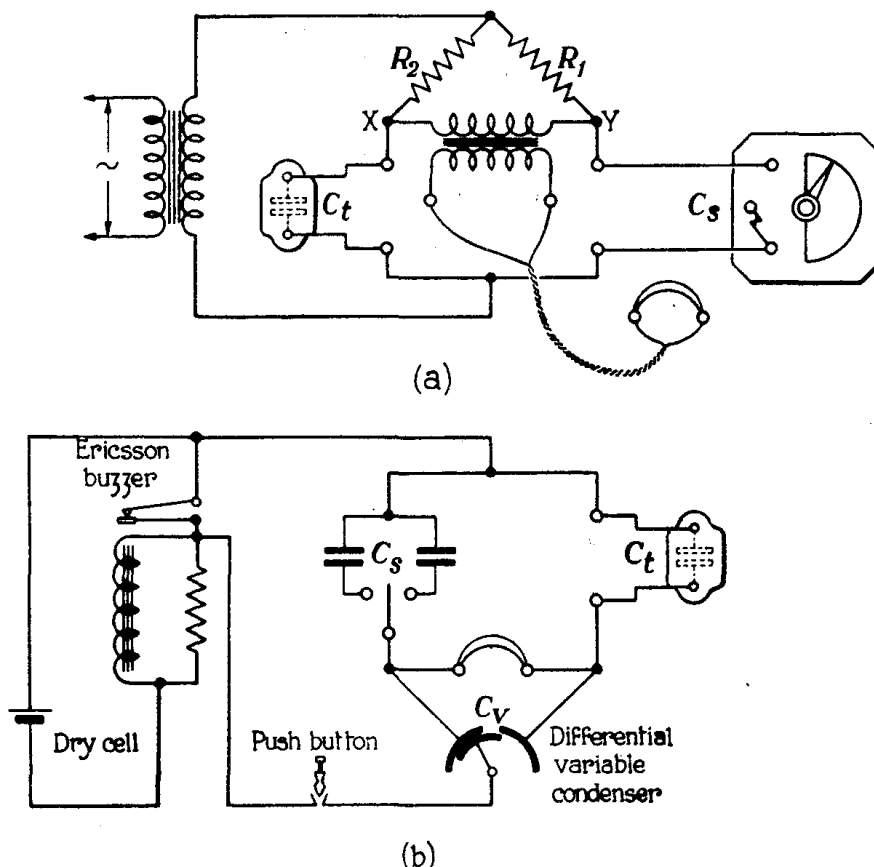 R₂
R₁
X
Y
~
Cₜ
Cₛ
(a)
Ericsson
buzzer
Cₛ
Cₜ
Cᵥ
Dry cell
Push button
Differential
variable
condenser
(b)